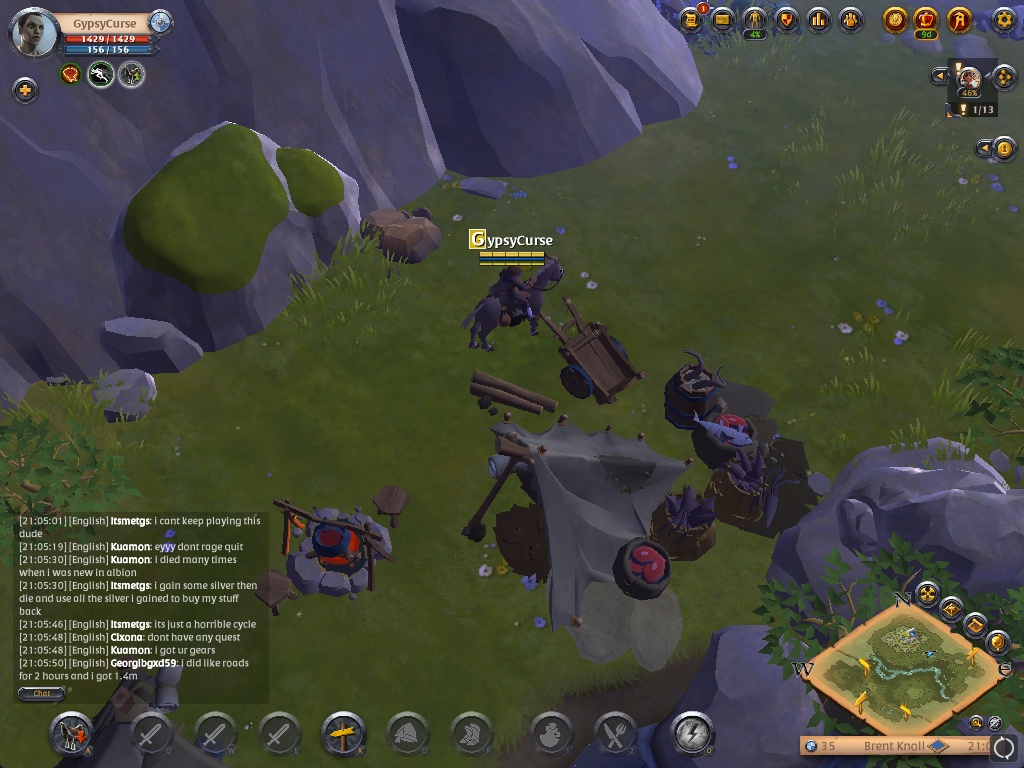 GypsyCurse
1429 / 1429
156 / 156
1
4%
9d
46%
1/13
1
GypsyCurse
[21:05:01] [English] Itsmetgs: i cant keep playing this
dude
[21:05:19] [English] Kuamon: eyyy dont rage quit
[21:05:30] [English] Kuamon: i died many times
when i was new in albion
[21:05:30] [English] Itsmetgs: i gain some silver then
die and use all the silver i gained to buy my stuff
back
[21:05:46] [English] Itsmetgs: its just a horrible cycle
[21:05:48] [English] Cixona: dont have any quest
[21:05:48] [English] Kuamon: i got ur gears
[21:05:50] [English] Georgibgxd59: i did like roads
for 2 hours and i got 1.4m
Chat
N
W
E
A
Q
W
E
R
D
F
1
2
35 Brent Knoll